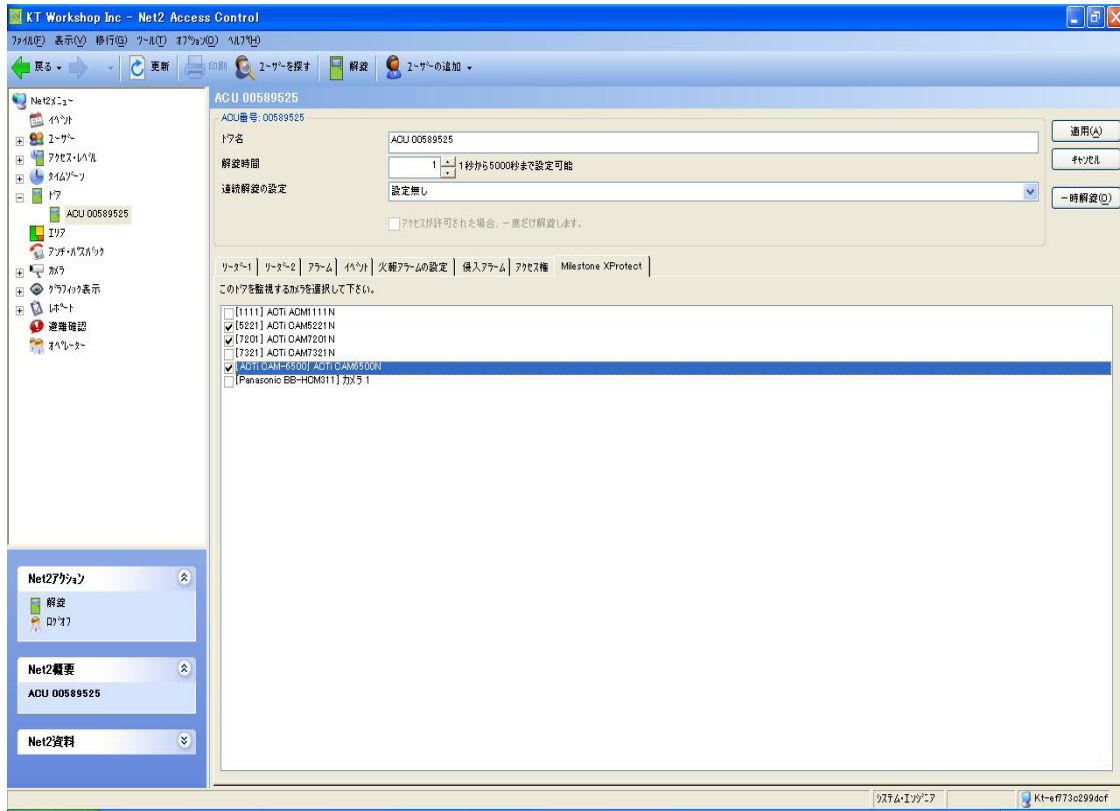 KT Workshop Inc - Net2 Access Control
ﾌｧｲﾙ(F) 表示(V) 移行(G) ﾂｰﾙ(T) ｵﾌﾟｼｮﾝ(O) ﾍﾙﾌﾟ(H)
戻る 更新 印刷 ﾕｰｻﾞｰを探す 解錠 ﾕｰｻﾞｰの追加
Net2ﾒﾆｭｰ
ｲﾍﾞﾝﾄ
ﾕｰｻﾞｰ
ｱｸｾｽ・ﾚﾍﾞﾙ
ﾀｲﾑｿﾞｰﾝ
ﾄﾞｱ
ACU 00589525
ｴﾘｱ
ｱﾝﾁ・ﾊﾟｽﾊﾞｯｸ
ｶﾒﾗ
ｸﾞﾗﾌｨｯｸ表示
ﾚﾎﾟｰﾄ
避難確認
ｵﾍﾟﾚｰﾀｰ
Net2ｱｸｼｮﾝ
解錠
ﾛｸﾞｵﾌ
Net2概要
ACU 00589525
Net2資料
ACU 00589525
ACU番号: 00589525
ﾄﾞｱ名 ACU 00589525
解錠時間 1 1秒から5000秒まで設定可能
連続解錠の設定 設定無し
ｱｸｾｽが許可された場合、一度だけ解錠します。
適用(A)
ｷｬﾝｾﾙ
一時解錠(O)
ﾘｰﾀﾞｰ1 ﾘｰﾀﾞｰ2 ｱﾗｰﾑ ｲﾍﾞﾝﾄ 火報ｱﾗｰﾑの設定 侵入ｱﾗｰﾑ ｱｸｾｽ権 Milestone XProtect
このﾄﾞｱを監視するｶﾒﾗを選択して下さい。
[1111] ACTi ACM1111N
[5221] ACTi CAM5221N
[7201] ACTi CAM7201N
[7321] ACTi CAM7321N
[ACTi CAM-6500] ACTi CAM6500N
[Panasonic BB-HCM311] ｶﾒﾗ 1
ｼｽﾃﾑ・ｴﾝｼﾞﾆｱ Kt-eff773c299dcf